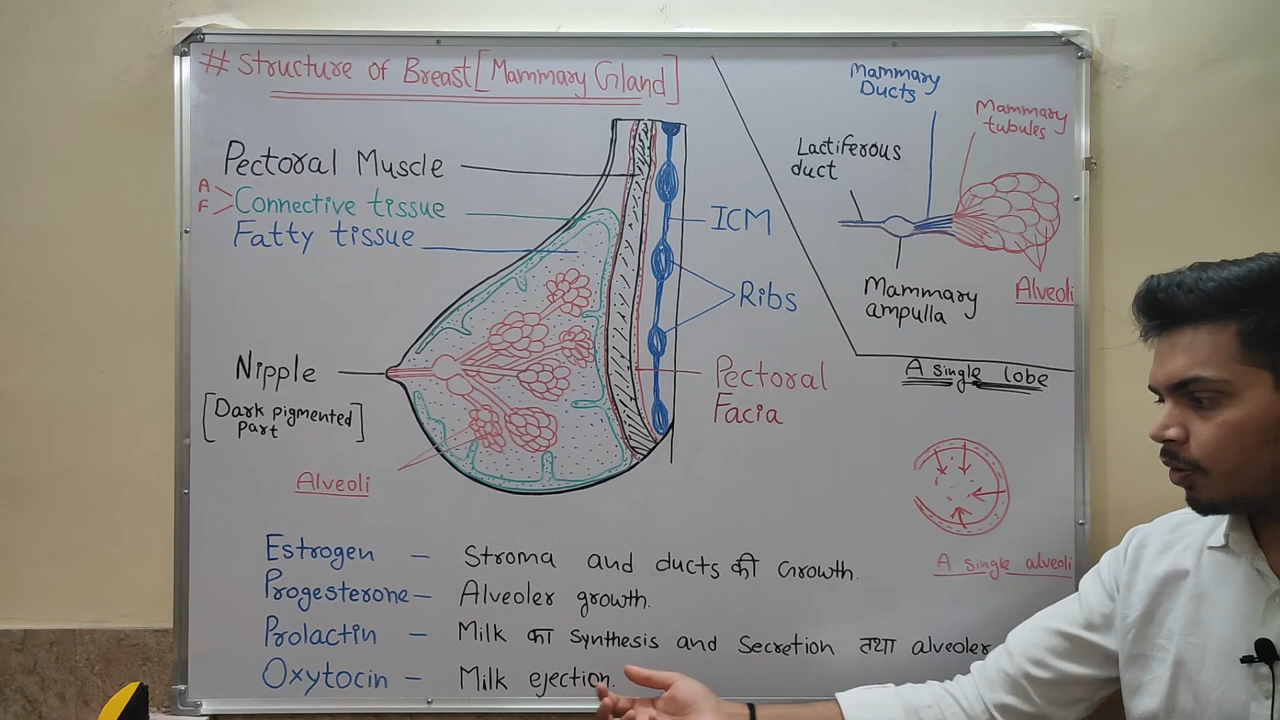 # Structure of Breast [Mammary Gland]
Pectoral Muscle
A
F
Connective tissue
Fatty tissue
Nipple
[Dark pigmented
Part]
Alveoli
ICM
Ribs
Pectoral
Facia
Mammary
Ducts
Mammary
tubules
Lactiferous
duct
Mammary
ampulla
Alveoli
A single lobe
A single alveoli
Estrogen – Stroma and ducts की Growth.
Progesterone – Alveoler growth.
Prolactin – Milk का Synthesis and Secretion तथा alveoler
Oxytocin – Milk ejection.